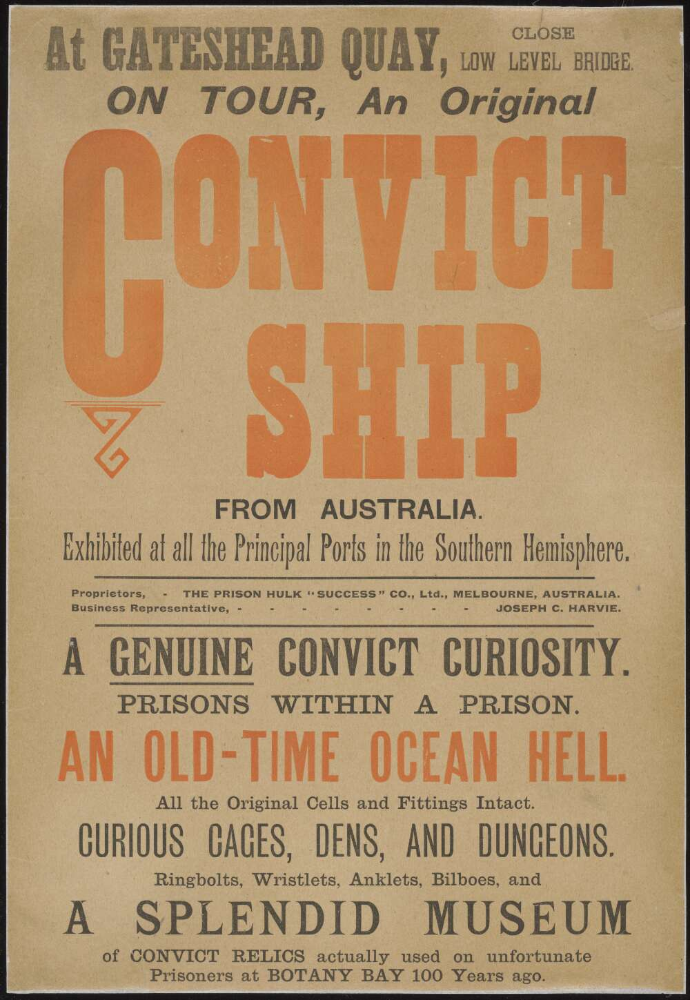 At GATESHEAD QUAY, CLOSE
LOW LEVEL BRIDGE.
ON TOUR, An Original
CONVICT
SHIP
FROM AUSTRALIA.
Exhibited at all the Principal Ports in the Southern Hemisphere.
Proprietors, - THE PRISON HULK "SUCCESS" CO., Ltd., MELBOURNE, AUSTRALIA.
Business Representative, - - - - - - - - JOSEPH C. HARVIE.
A GENUINE CONVICT CURIOSITY.
PRISONS WITHIN A PRISON.
AN OLD-TIME OCEAN HELL.
All the Original Cells and Fittings Intact.
CURIOUS CAGES, DENS, AND DUNGEONS.
Ringbolts, Wristlets, Anklets, Bilboes, and
A SPLENDID MUSEUM
of CONVICT RELICS actually used on unfortunate
Prisoners at BOTANY BAY 100 Years ago.